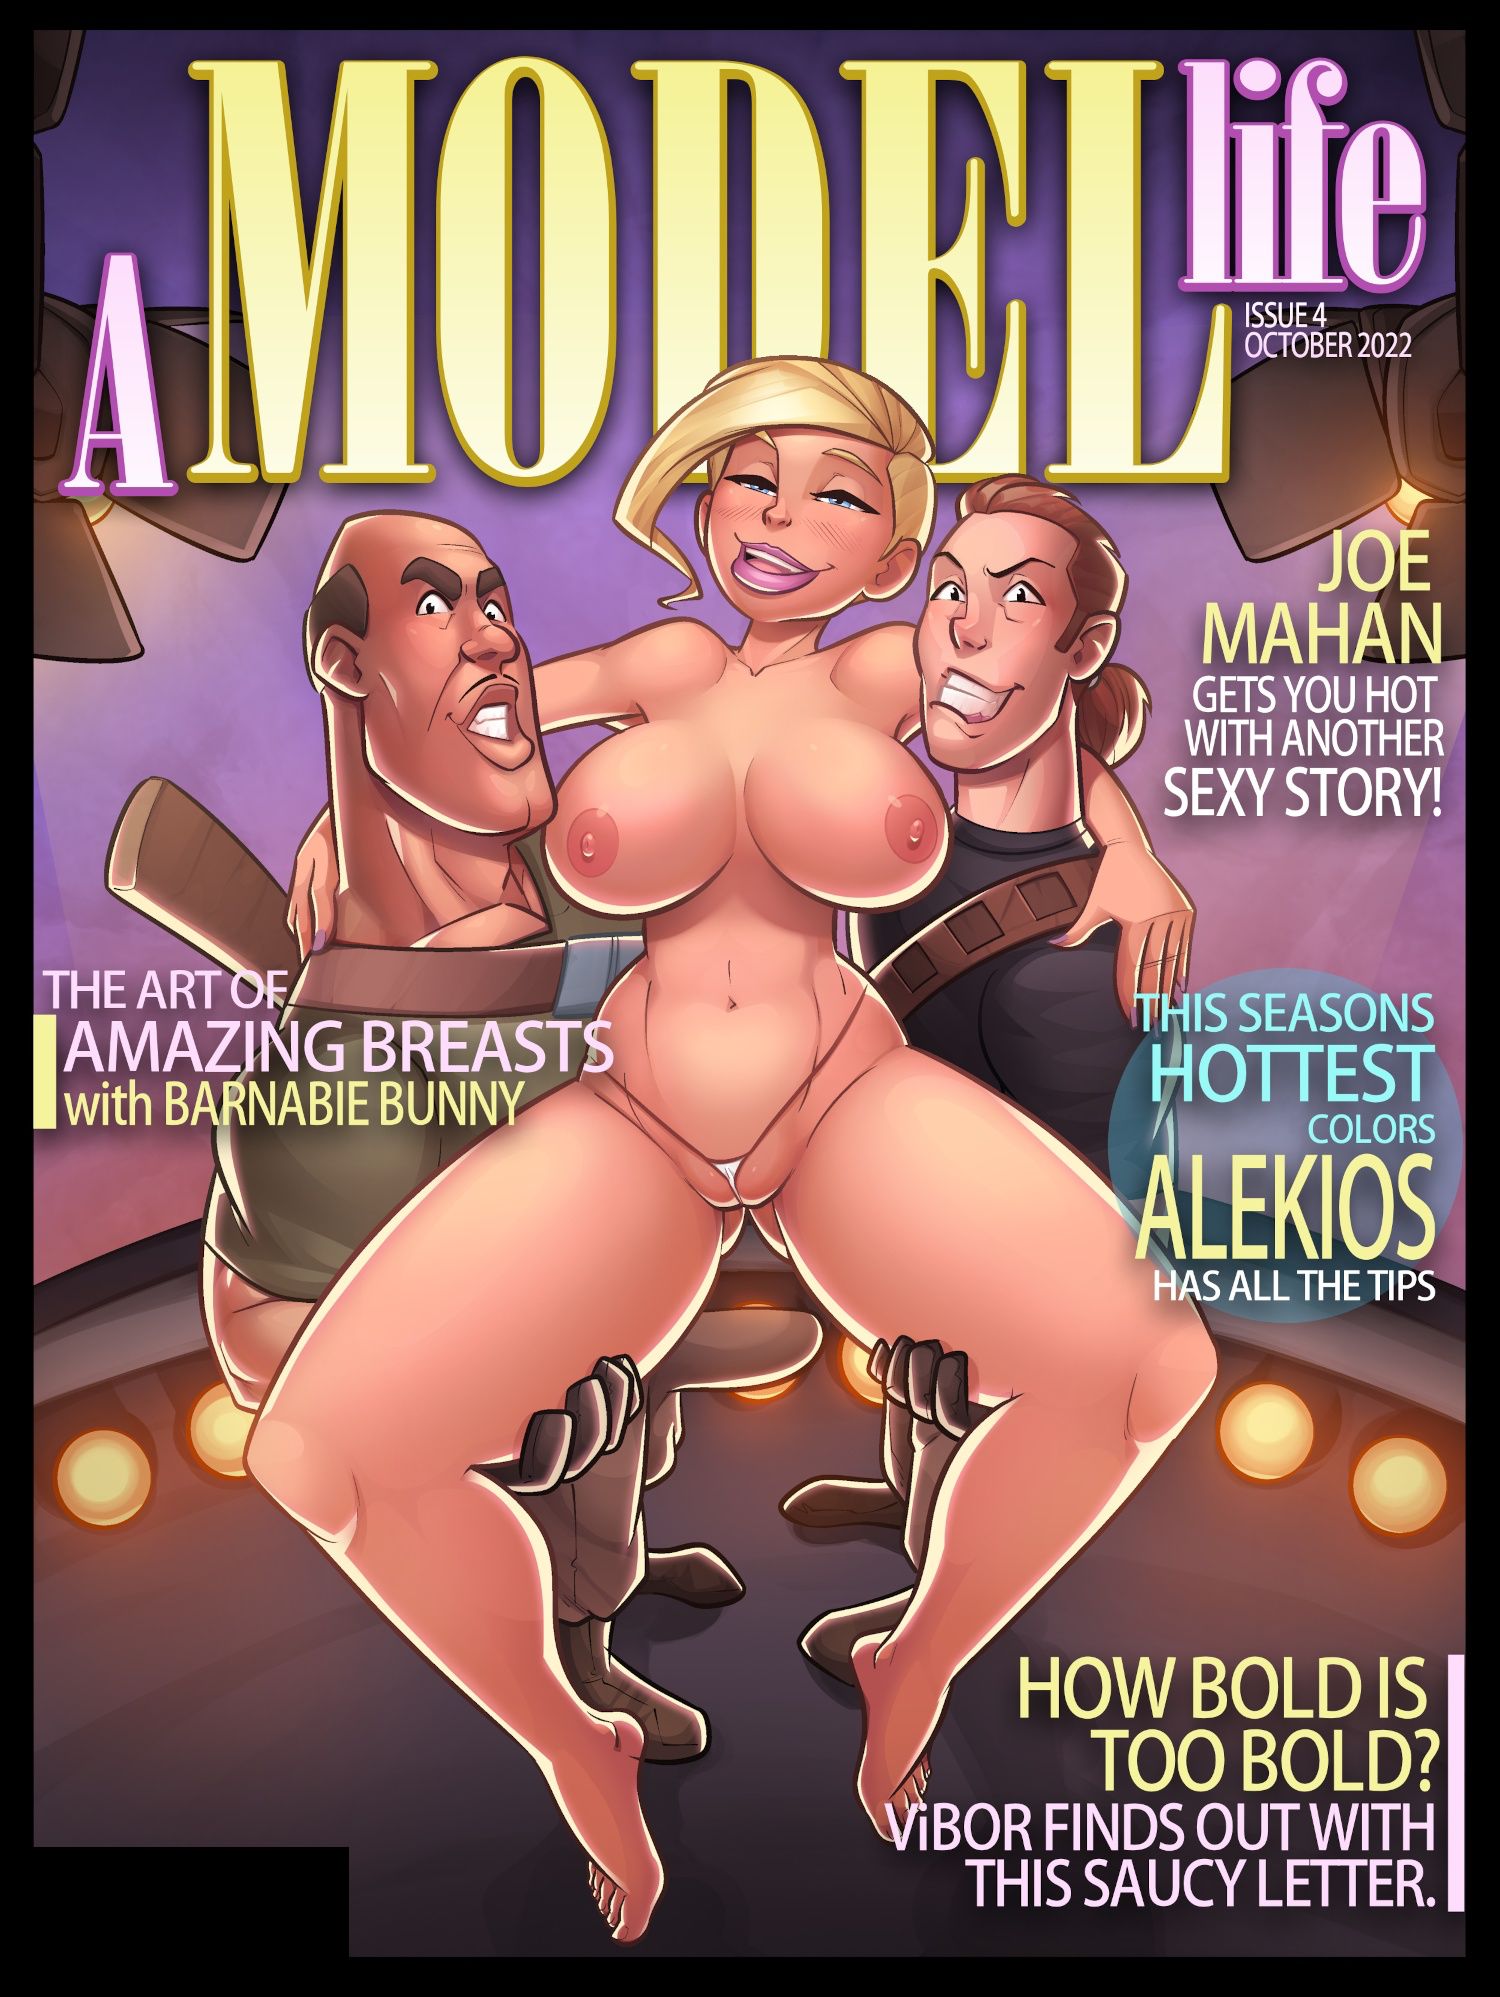 A MODEL life
ISSUE 4
OCTOBER 2022
JOE
MAHAN
GETS YOU HOT
WITH ANOTHER
SEXY STORY!
THE ART OF
AMAZING BREASTS
with BARNABIE BUNNY
THIS SEASONS
HOTTEST
COLORS
ALEKIOS
HAS ALL THE TIPS
HOW BOLD IS
TOO BOLD?
ViBOR FINDS OUT WITH
THIS SAUCY LETTER.